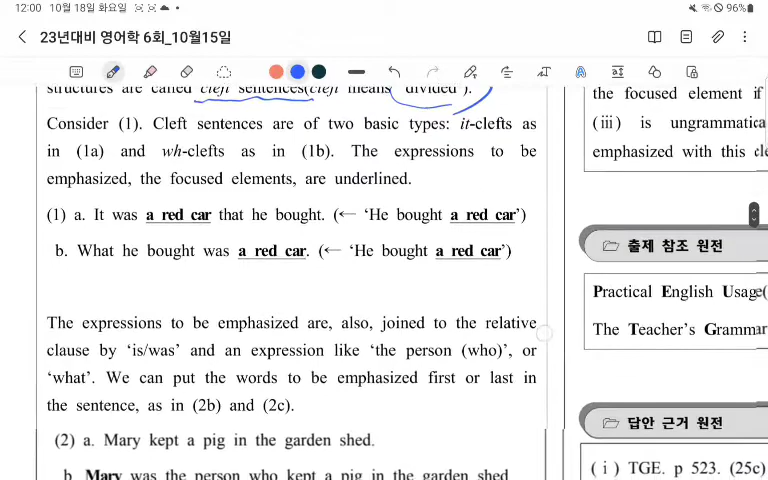 12:00 10월 18일 화요일
96%
23년대비 영어학 6회_10월15일
structures are called cleft sentences(cleft means 'divided').
Consider (1). Cleft sentences are of two basic types: it-clefts as
in (1a) and wh-clefts as in (1b). The expressions to be
emphasized, the focused elements, are underlined.
(1) a. It was a red car that he bought. (← ‘He bought a red car’)
b. What he bought was a red car. (← ‘He bought a red car’)
The expressions to be emphasized are, also, joined to the relative
clause by ‘is/was’ and an expression like ‘the person (who)’, or
‘what’. We can put the words to be emphasized first or last in
the sentence, as in (2b) and (2c).
(2) a. Mary kept a pig in the garden shed.
b. Mary was the person who kept a pig in the garden shed
the focused element if
(iii) is ungrammatica
emphasized with this cle
출제 참조 원전
Practical English Usage(
The Teacher’s Grammar
답안 근거 원전
(ⅰ) TGE. p 523. (25c)